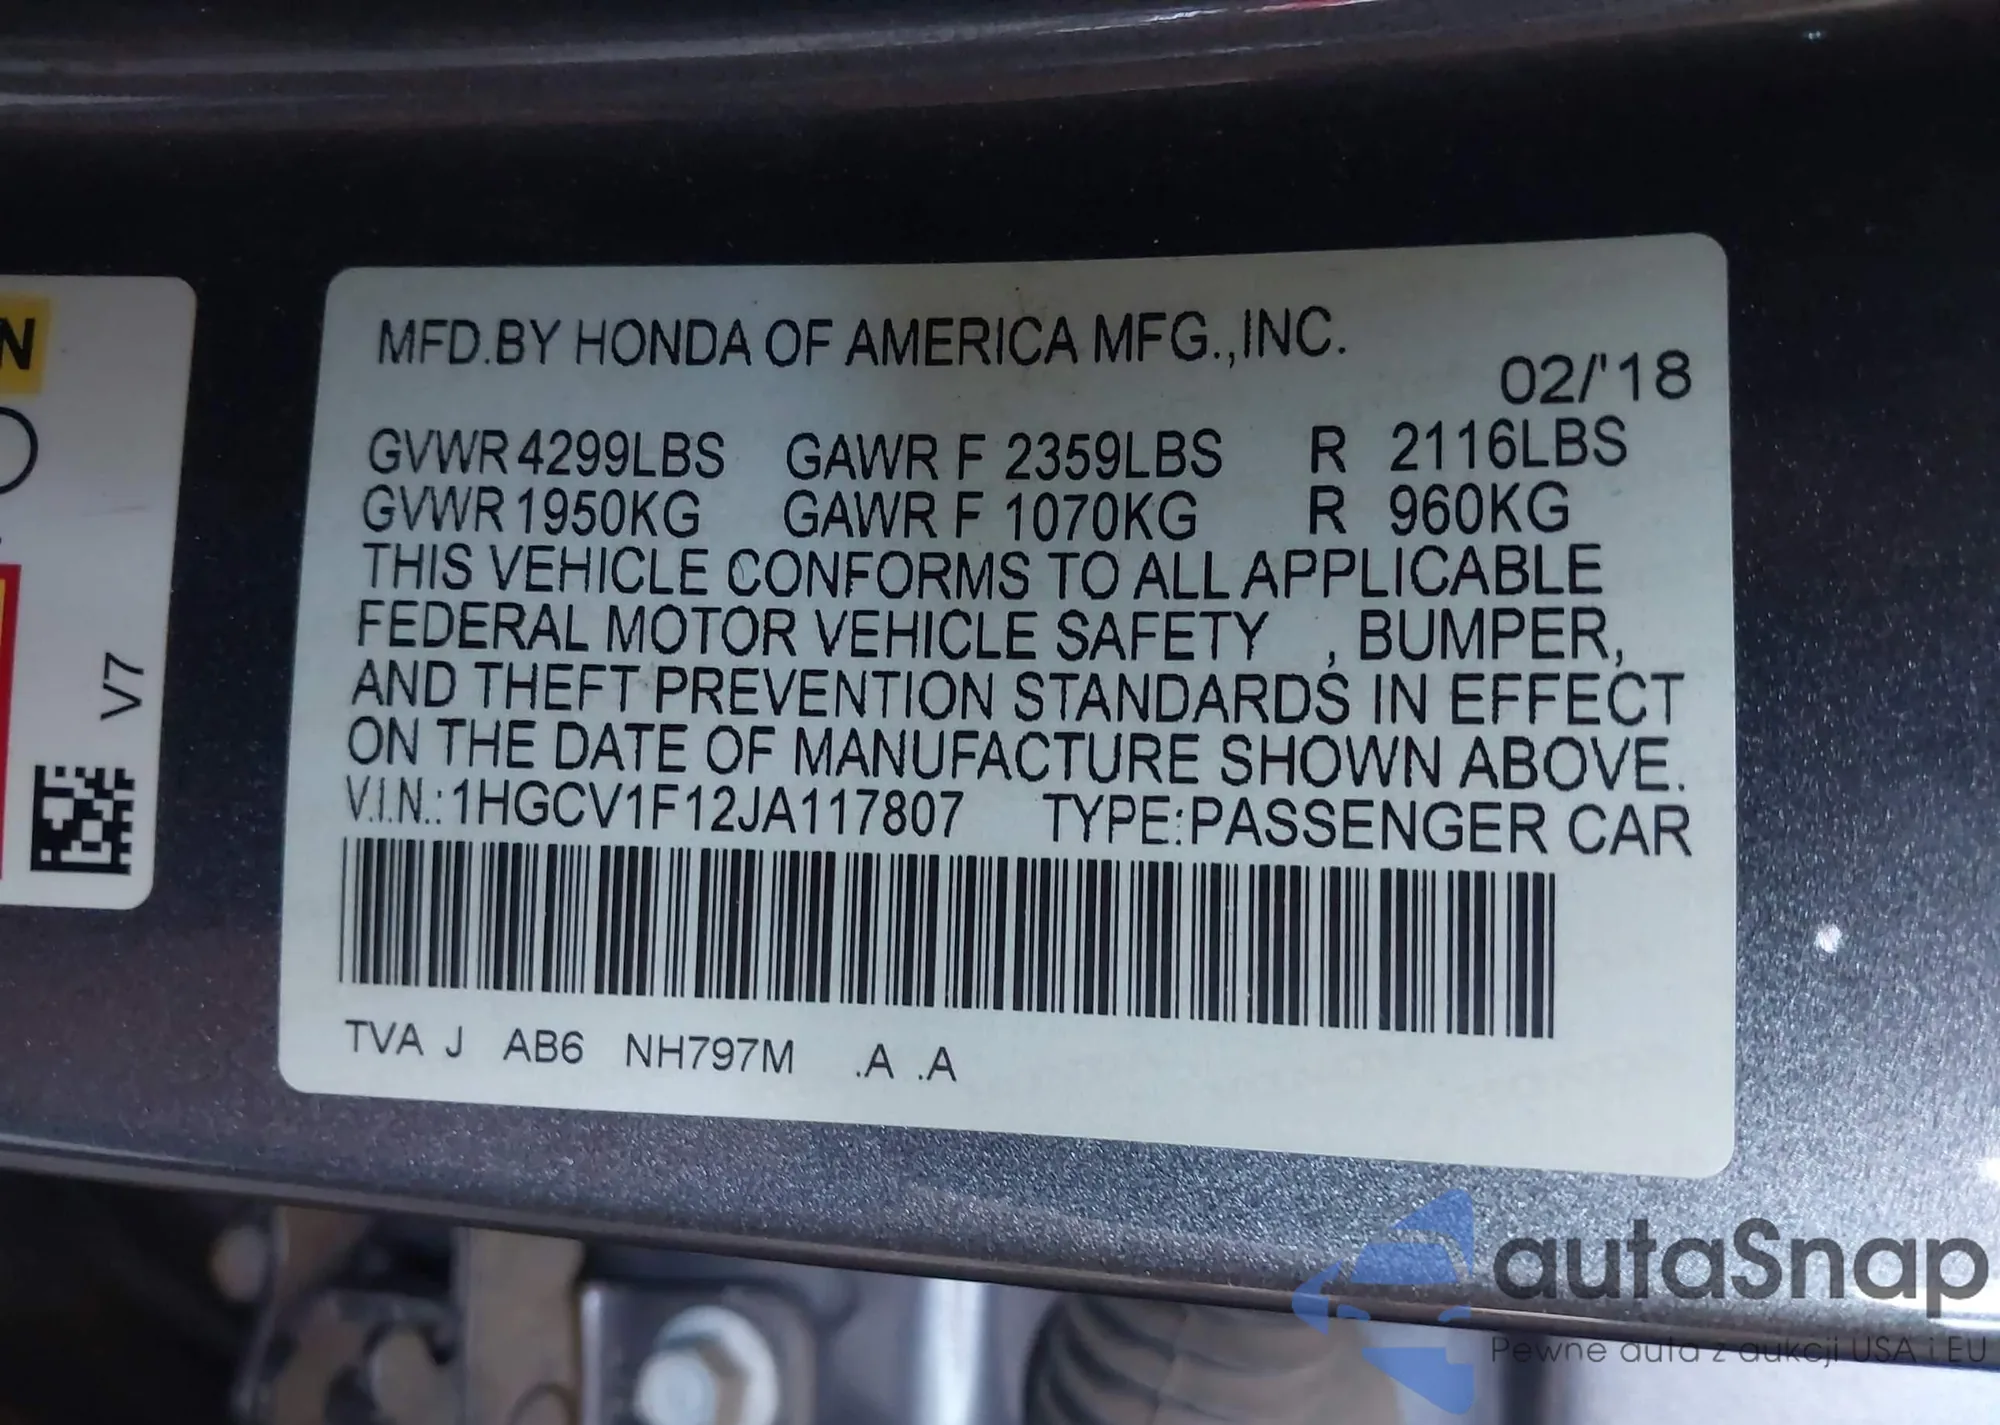 N
V7
MFD.BY HONDA OF AMERICA MFG.,INC.
02/'18
GVWR 4299LBS GAWR F 2359LBS R 2116LBS
GVWR 1950KG GAWR F 1070KG R 960KG
THIS VEHICLE CONFORMS TO ALL APPLICABLE
FEDERAL MOTOR VEHICLE SAFETY , BUMPER,
AND THEFT PREVENTION STANDARDS IN EFFECT
ON THE DATE OF MANUFACTURE SHOWN ABOVE.
V.I.N.: 1HGCV1F12JA117807 TYPE:PASSENGER CAR
TVA J AB6 NH797M .A .A
autaSnap
Pewne auta z aukcji USA i EU